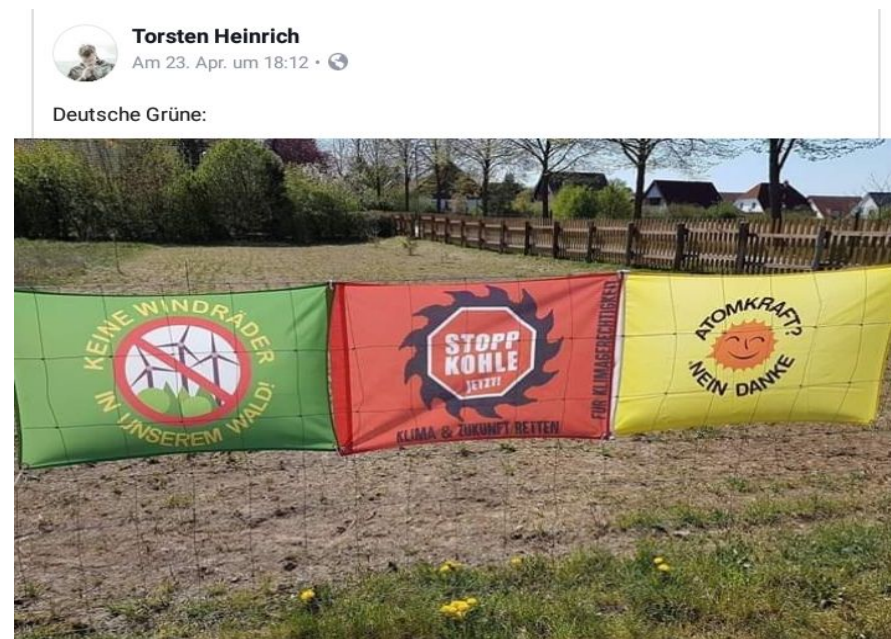 Torsten Heinrich
Am 23. Apr. um 18:12 •
Deutsche Grüne:
KEINE WINDRÄDER
IN UNSEREM WALD!
STOPP
KOHLE
JETZT!
KLIMA & ZUKUNFT RETTEN
FÜR KLIMAGERECHTIGKEIT
ATOMKRAFT?
NEIN DANKE